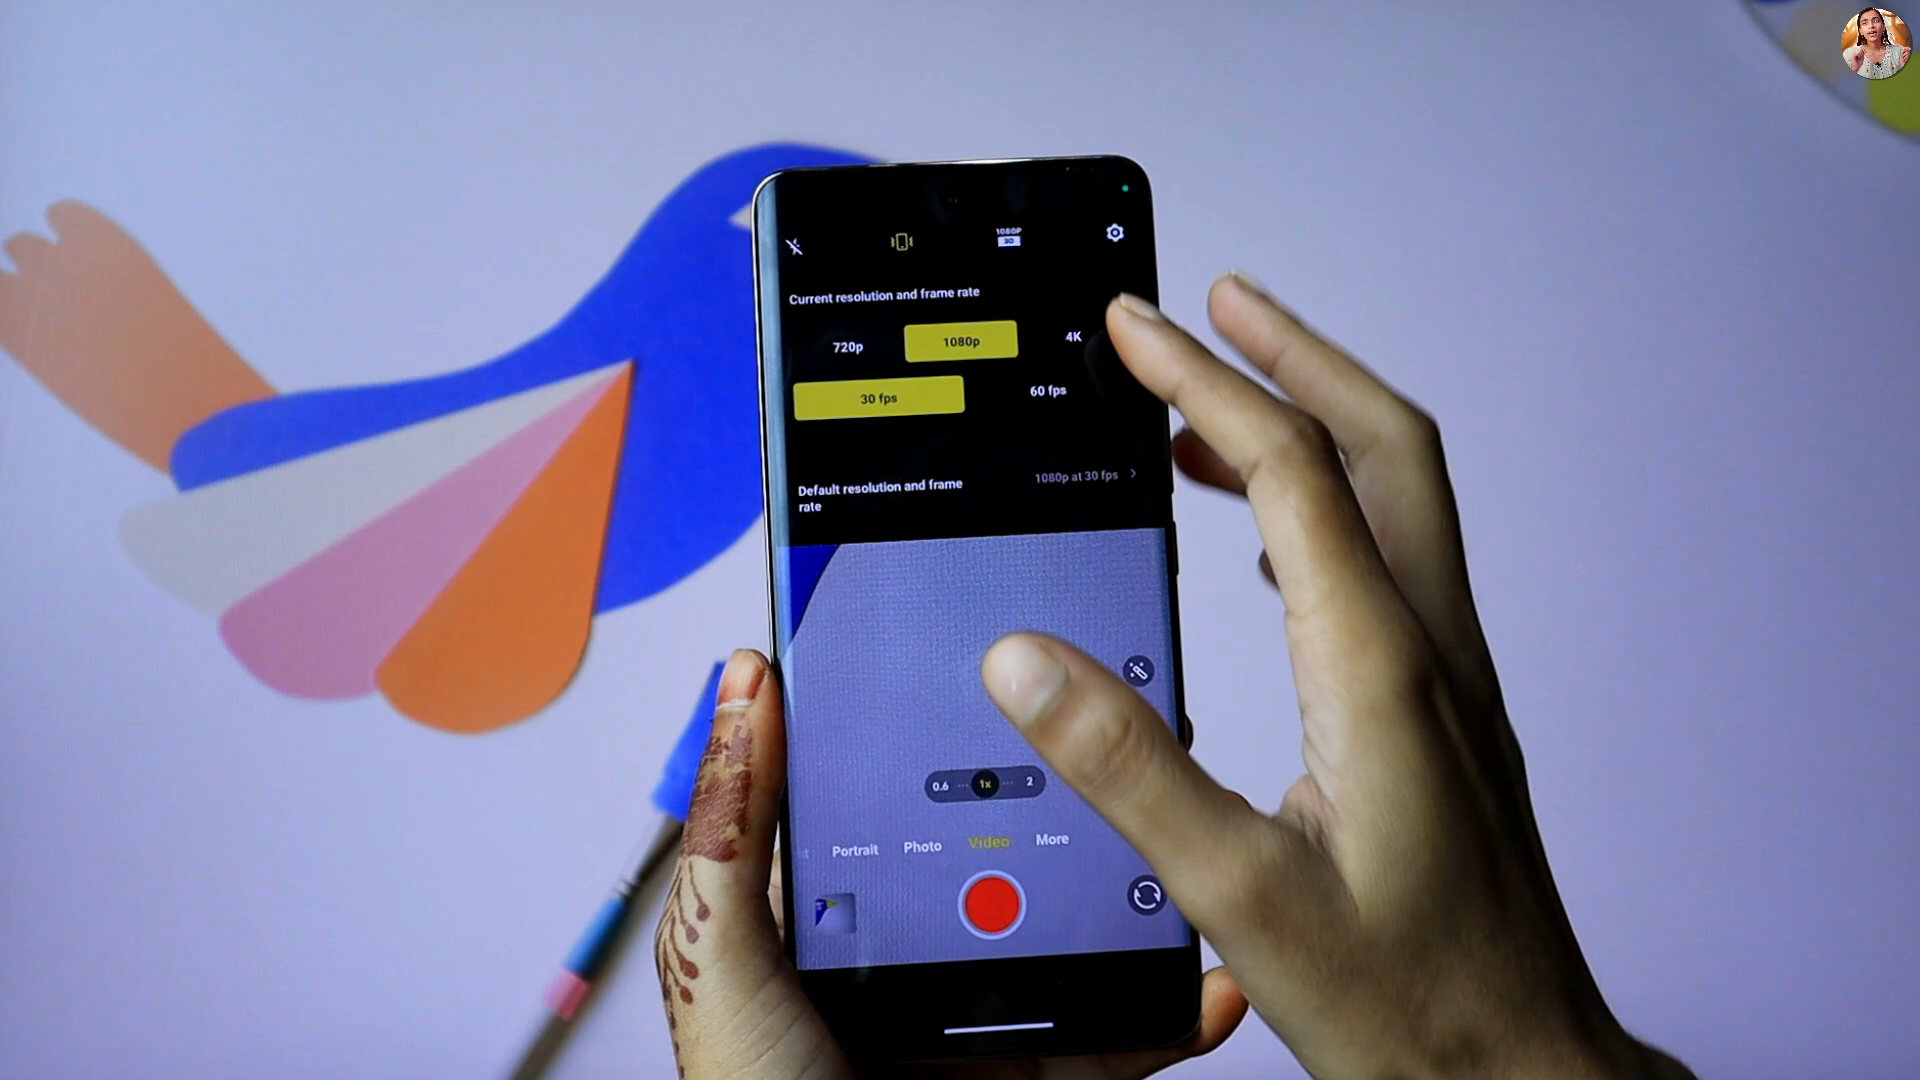 1080P
30
Current resolution and frame rate
720p 1080p 4K
30 fps 60 fps
Default resolution and frame rate
1080p at 30 fps
0.6 1x 2
Portrait Photo Video More